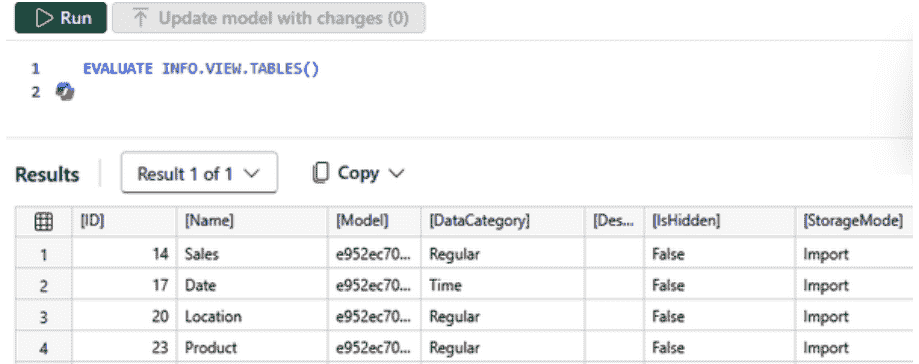 Run Update model with changes (0)
1 EVALUATE INFO.VIEW.TABLES()
2
Results Result 1 of 1 Copy
[ID] [Name] [Model] [DataCategory] [Des... [IsHidden] [StorageMode]
1 14 Sales e952ec70... Regular False Import
2 17 Date e952ec70... Time False Import
3 20 Location e952ec70... Regular False Import
4 23 Product e952ec70... Regular False Import